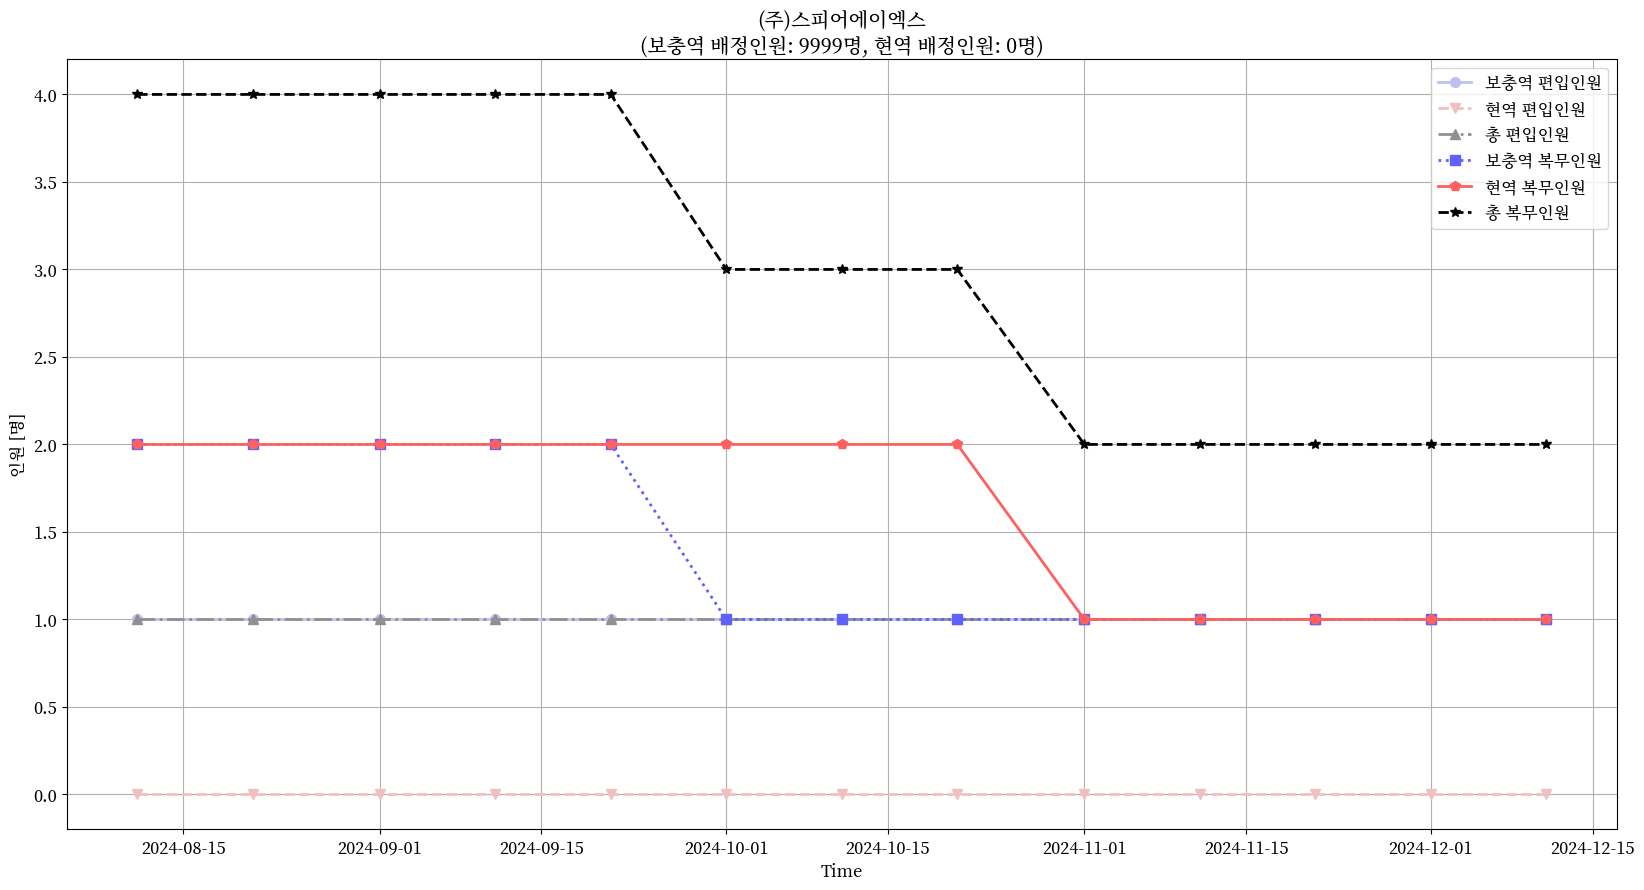 (주)스피어에이엑스
(보충역 배정인원: 9999명, 현역 배정인원: 0명)
보충역 편입인원
현역 편입인원
총 편입인원
보충역 복무인원
현역 복무인원
총 복무인원
4.0
3.5
3.0
2.5
2.0
1.5
1.0
0.5
0.0
인원 [명]
2024-08-15
2024-09-01
2024-09-15
2024-10-01
2024-10-15
2024-11-01
2024-11-15
2024-12-01
2024-12-15
Time